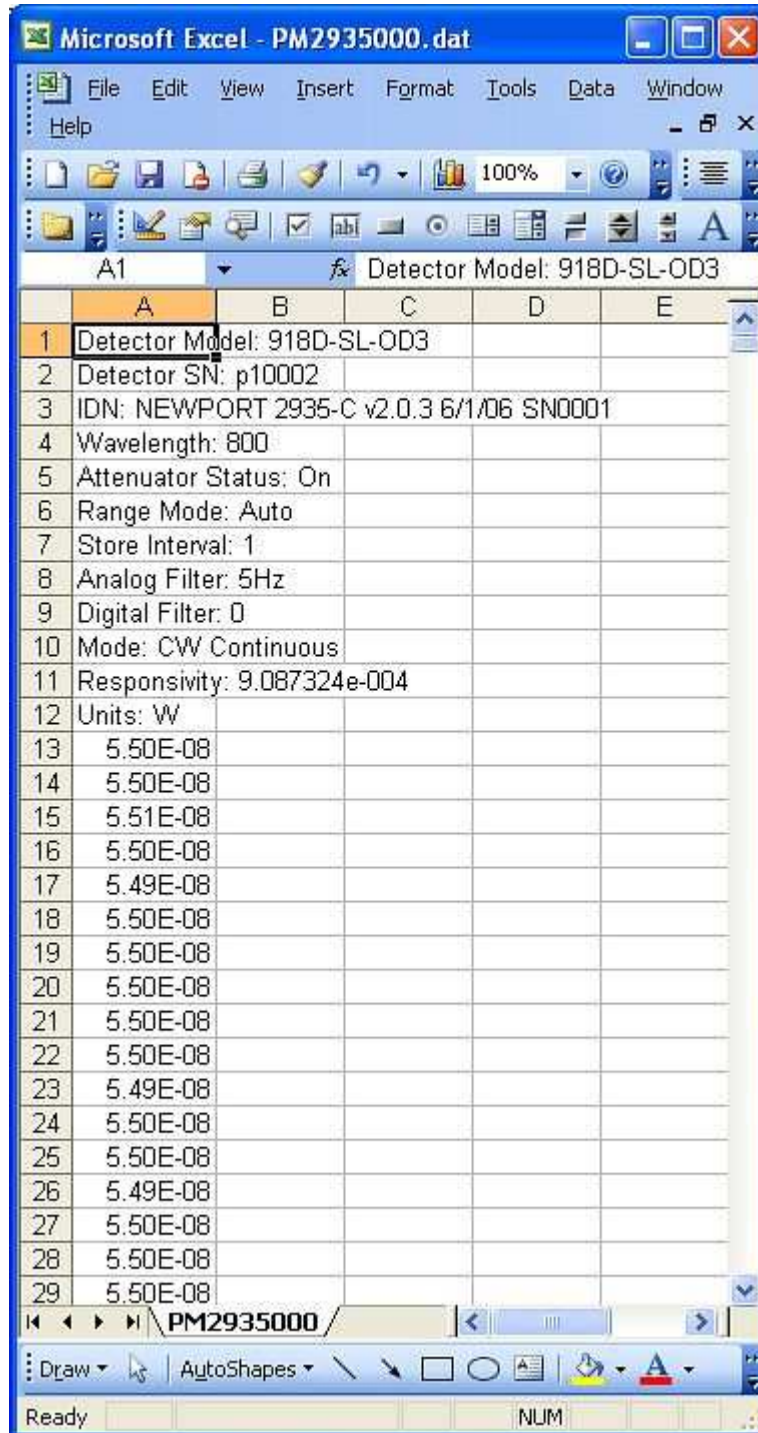 Microsoft Excel - PM2935000.dat
File Edit View Insert Format Tools Data Window
Help
100%
abl
A
A1 fx Detector Model: 918D-SL-OD3
A B C D E
1 Detector Model: 918D-SL-OD3
2 Detector SN: p10002
3 IDN: NEWPORT 2935-C v2.0.3 6/1/06 SN0001
4 Wavelength: 800
5 Attenuator Status: On
6 Range Mode: Auto
7 Store Interval: 1
8 Analog Filter: 5Hz
9 Digital Filter: 0
10 Mode: CW Continuous
11 Responsivity: 9.087324e-004
12 Units: W
13 5.50E-08
14 5.50E-08
15 5.51E-08
16 5.50E-08
17 5.49E-08
18 5.50E-08
19 5.50E-08
20 5.50E-08
21 5.50E-08
22 5.50E-08
23 5.49E-08
24 5.50E-08
25 5.50E-08
26 5.49E-08
27 5.50E-08
28 5.50E-08
29 5.50E-08
PM2935000
Draw AutoShapes A
Ready NUM